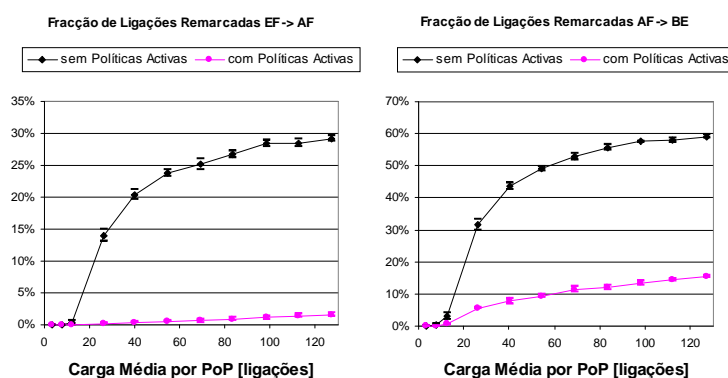 Fracção de Ligações Remarcadas EF-> AF
sem Políticas Activas com Políticas Activas
35%
30%
25%
20%
15%
10%
5%
0%
0 20 40 60 80 100 120
Carga Média por PoP [ligações]
Fracção de Ligações Remarcadas AF-> BE
sem Políticas Activas com Políticas Activas
70%
60%
50%
40%
30%
20%
10%
0%
0 20 40 60 80 100 120
Carga Média por PoP [ligações]